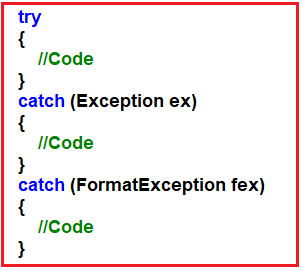 try
{
    //Code
}
catch (Exception ex)
{
    //Code
}
catch (FormatException fex)
{
    //Code
}